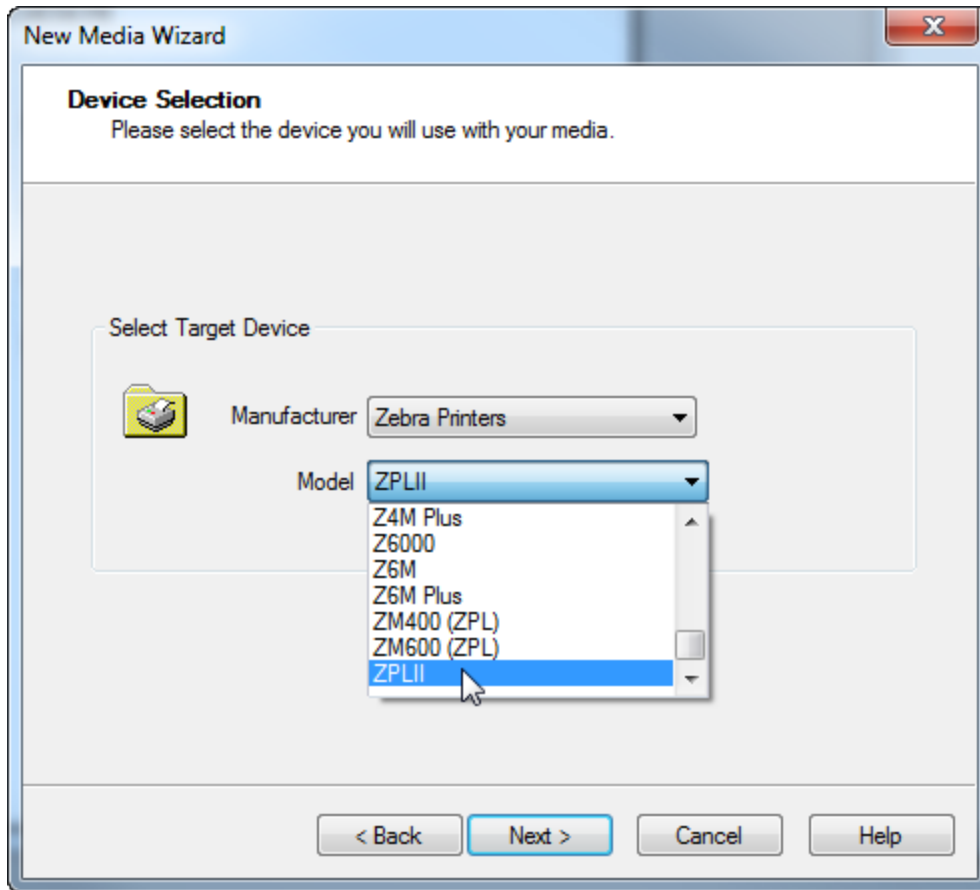 New Media Wizard
Device Selection
Please select the device you will use with your media.
Select Target Device
Manufacturer Zebra Printers
Model ZPLII
Z4M Plus
Z6000
Z6M
Z6M Plus
ZM400 (ZPL)
ZM600 (ZPL)
ZPLII
< Back Next > Cancel Help